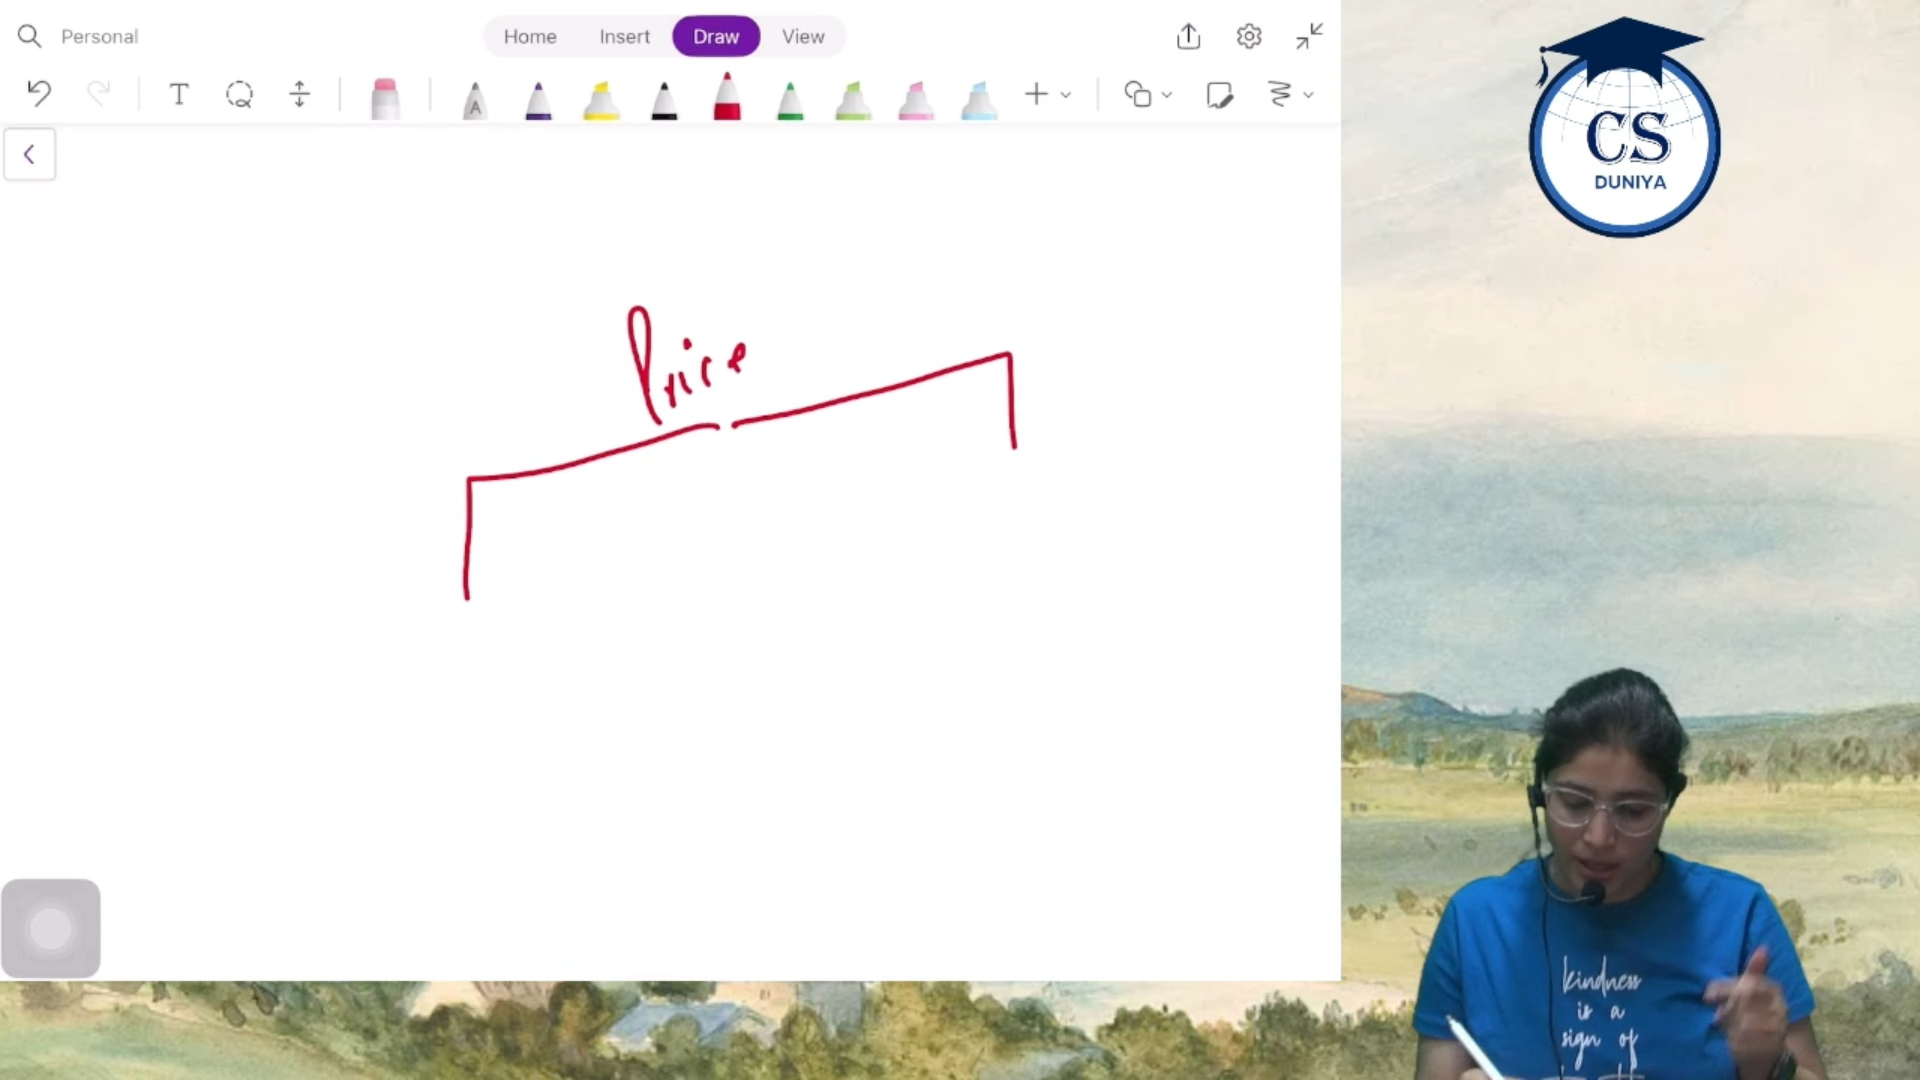 Personal
Home Insert Draw View
T
A
Price
CS
DUNIYA
kindness
is a
sign of